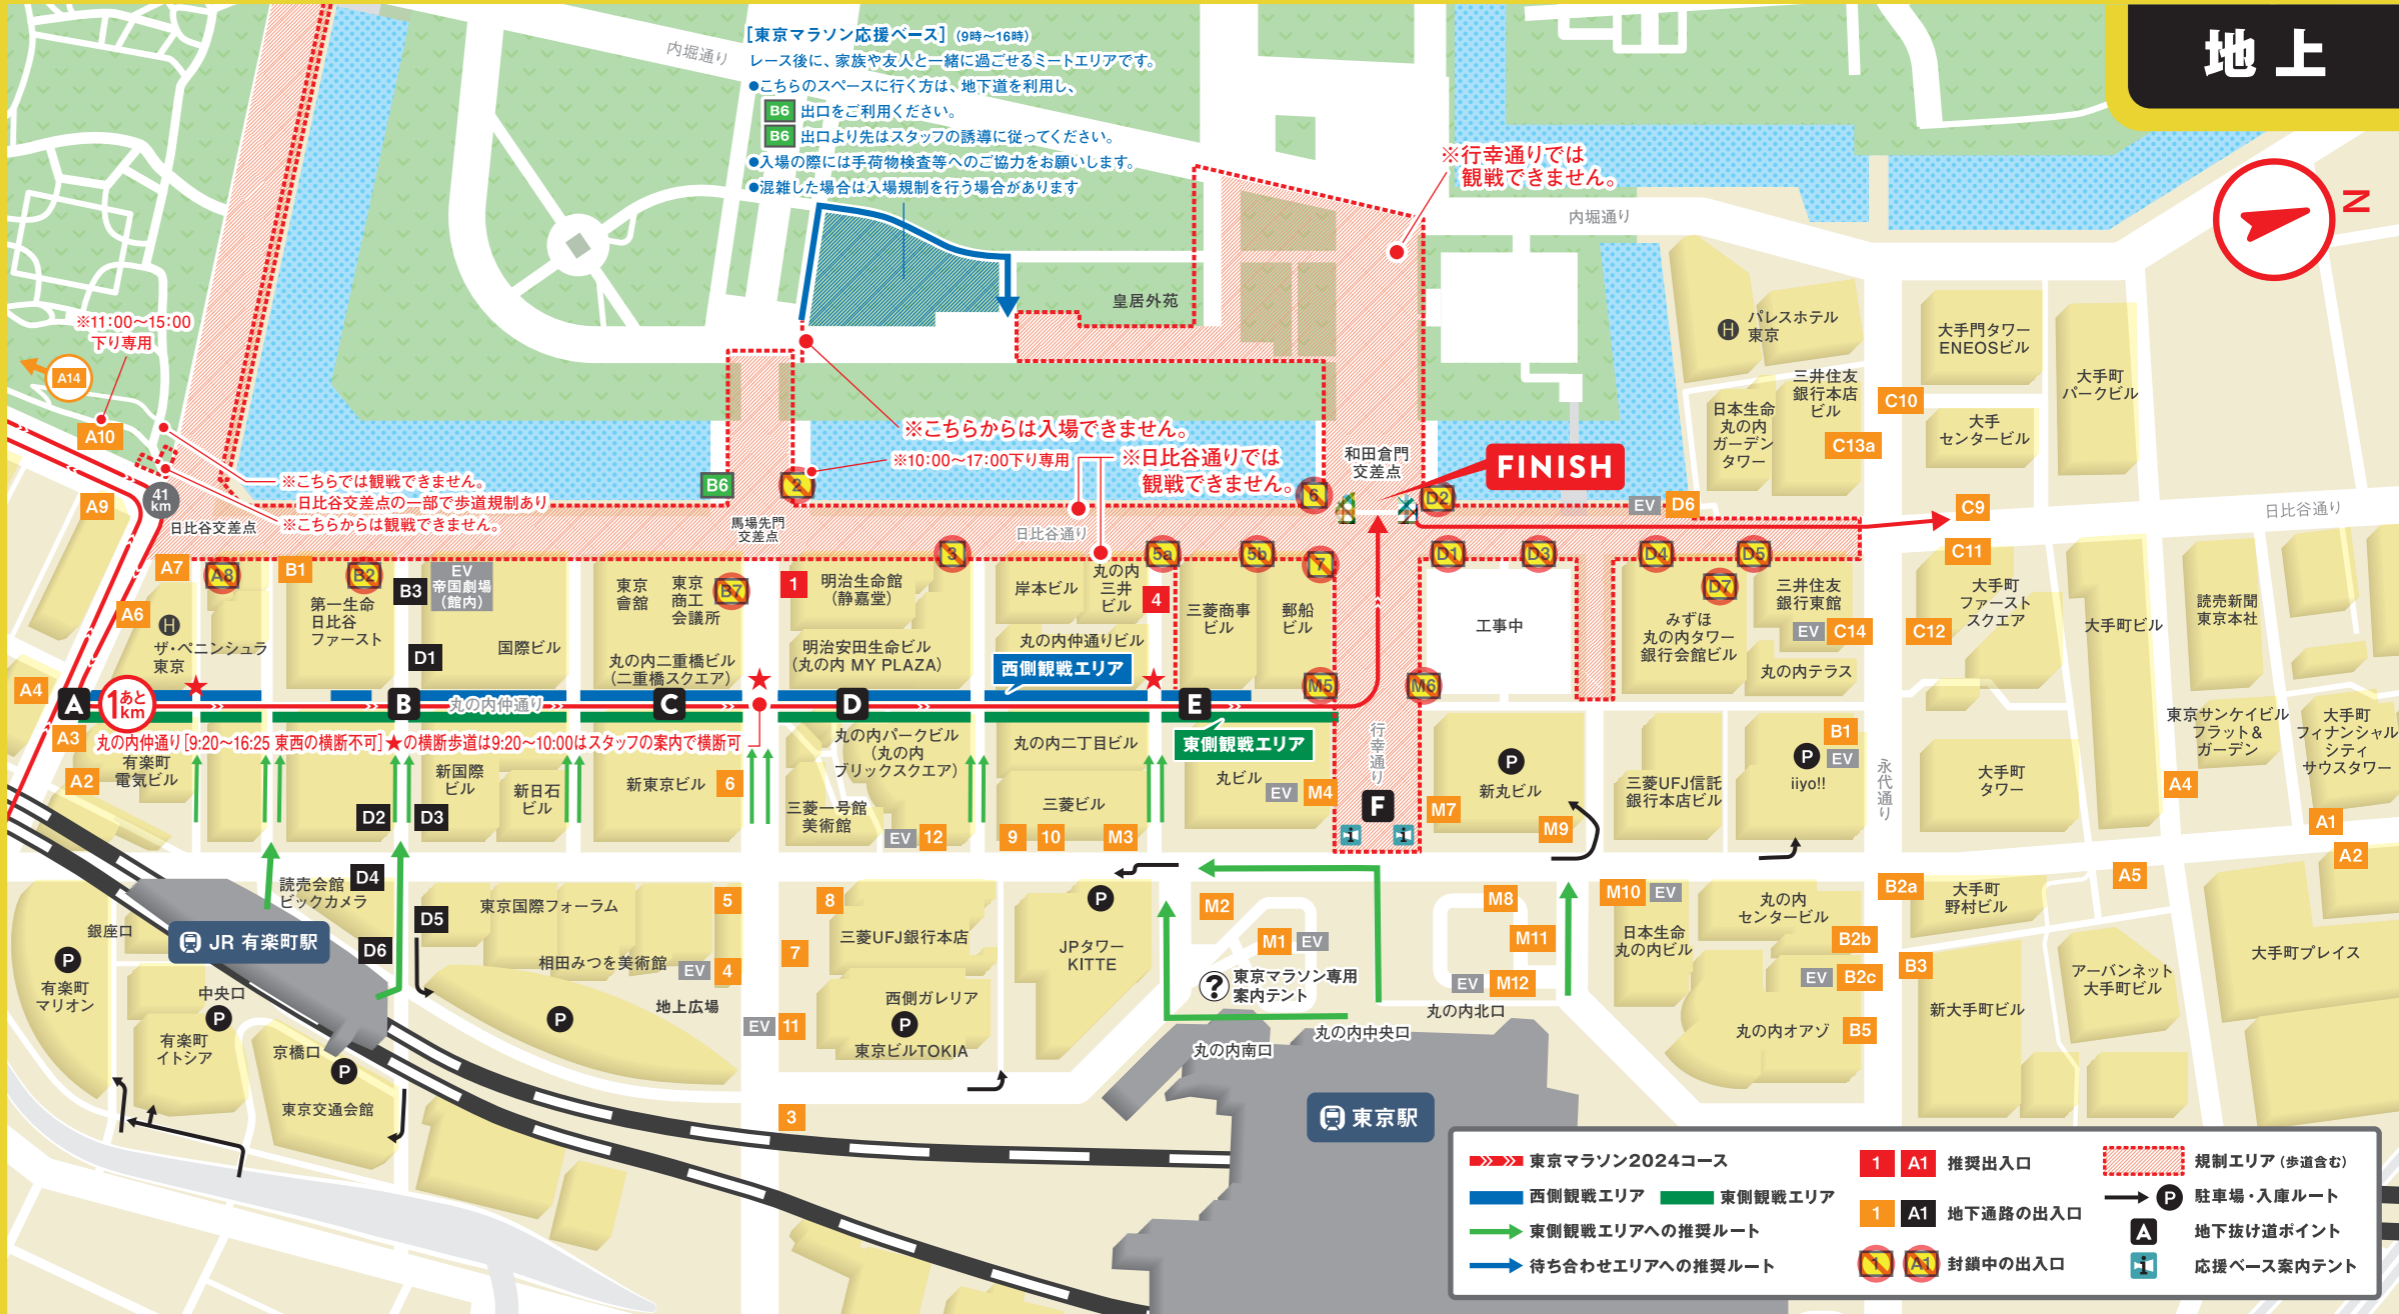 地上
N
内堀通り
[東京マラソン応援ベース](9時〜16時)
レース後に、家族や友人と一緒に過ごせるミートエリアです。
●こちらのスペースに行く方は、地下道を利用し、
B6 出口をご利用ください。
B6 出口より先はスタッフの誘導に従ってください。
●入場の際には手荷物検査等へのご協力をお願いします。
●混雑した場合は入場規制を行う場合があります
※行幸通りでは
観戦できません。
内堀通り
皇居外苑
※11:00〜15:00
下り専用
A14
A10
※こちらでは観戦できません。
日比谷交差点の一部で歩道規制あり
※こちらからは観戦できません。
※こちらからは入場できません。
※10:00〜17:00下り専用
※日比谷通りでは
観戦できません。
和田倉門
交差点
FINISH
パレスホテル
東京
H
三井住友
銀行本店
ビル
日本生命
丸の内
ガーデン
タワー
大手門タワー
ENEOSビル
大手町
パークビル
大手
センタービル
C10
C13a
C9
C11
C12
日比谷通り
A9
41
km
日比谷交差点
B6
2
馬場先門
交差点
日比谷通り
6
D2
EV D6
A7
A8
B1
B2
B3
EV
帝国劇場
(館内)
3
5a
5b
7
D1
D3
D4
D5
D7
A6
H
ザ・ペニンシュラ
東京
第一生命
日比谷
ファースト
D1
国際ビル
東京
會舘
東京
商工
会議所
B7
1
明治生命館
(静嘉堂)
岸本ビル
丸の内
三井
ビル
4
三菱商事
ビル
郵船
ビル
工事中
みずほ
丸の内タワー
銀行会館ビル
三井住友
銀行東館
EV C14
丸の内テラス
大手町
ファースト
スクエア
大手町ビル
読売新聞
東京本社
丸の内二重橋ビル
(二重橋スクエア)
明治安田生命ビル
(丸の内 MY PLAZA)
丸の内仲通りビル
西側観戦エリア
M5
M6
A4
A
あと
1
km
B
丸の内仲通り
C
D
E
A3
丸の内仲通り[9:20〜16:25 東西の横断不可]★の横断歩道は9:20〜10:00はスタッフの案内で横断可
東側観戦エリア
A2
有楽町
電気ビル
新国際
ビル
新日石
ビル
新東京ビル
6
丸の内パークビル
(丸の内
ブリックスクエア)
三菱一号館
美術館
EV 12
丸の内二丁目ビル
三菱ビル
9
10
M3
丸ビル
EV M4
行幸通り
F
i
i
P
新丸ビル
M7
M9
三菱UFJ信託
銀行本店ビル
P
iiyo!!
B1
EV
永代通り
大手町
タワー
東京サンケイビル
フラット&
ガーデン
大手町
フィナンシャル
シティ
サウスタワー
A4
A1
A2
A5
D2
D3
D4
D5
D6
読売会館
ビックカメラ
JR 有楽町駅
銀座口
P
有楽町
マリオン
中央口
P
有楽町
イトシア
京橋口
P
東京交通会館
東京国際フォーラム
相田みつを美術館
5
EV 4
地上広場
P
EV 11
3
7
8
三菱UFJ銀行本店
西側ガレリア
P
東京ビルTOKIA
P
JPタワー
KITTE
M2
M1 EV
?
東京マラソン専用
案内テント
M8
M11
EV M12
丸の内南口
丸の内中央口
丸の内北口
東京駅
M10 EV
日本生命
丸の内ビル
丸の内
センタービル
B2a
B2b
EV B2c
丸の内オアゾ
B5
B3
大手町
野村ビル
新大手町ビル
アーバンネット
大手町ビル
大手町プレイス
東京マラソン2024コース
西側観戦エリア
東側観戦エリア
東側観戦エリアへの推奨ルート
待ち合わせエリアへの推奨ルート
1 A1 推奨出入口
1 A1 地下通路の出入口
1 A1 封鎖中の出入口
規制エリア(歩道含む)
P 駐車場・入庫ルート
A 地下抜け道ポイント
i 応援ベース案内テント